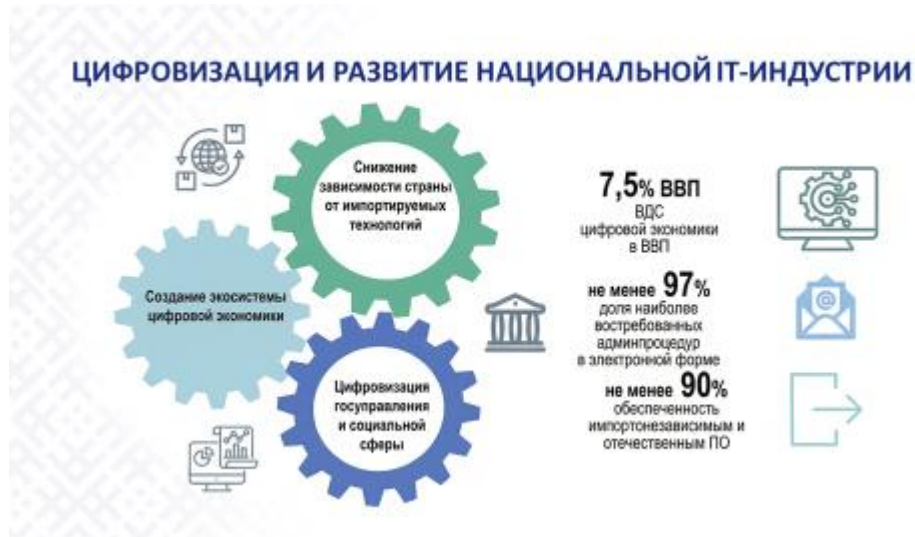 ЦИФРОВИЗАЦИЯ И РАЗВИТИЕ НАЦИОНАЛЬНОЙ IT-ИНДУСТРИИ
Снижение
зависимости страны
от импортируемых
технологий
Создание экосистемы
цифровой экономики
Цифровизация
госуправления
и социальной
сферы
7,5% ВВП
ВДС
цифровой экономики
в ВВП
не менее 97%
доля наиболее
востребованных
админпроцедур
в электронной форме
не менее 90%
обеспеченность
импортонезависимым и
отечественным ПО